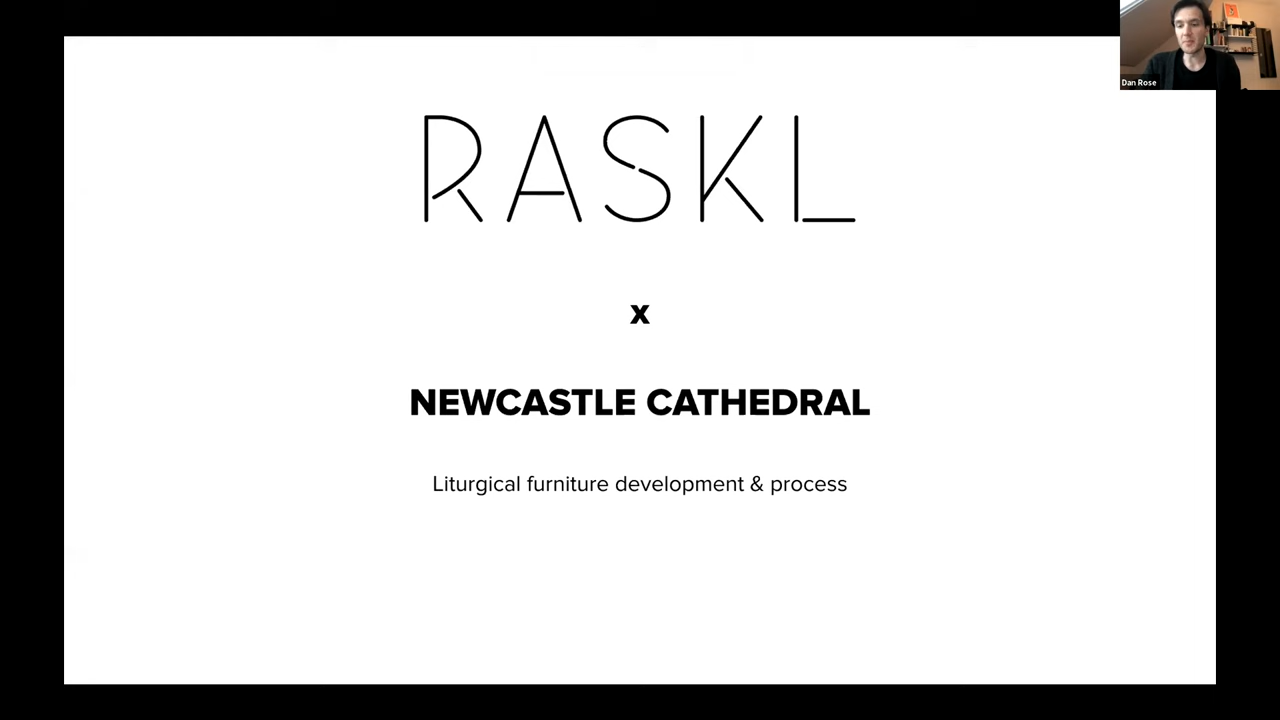 RASKL
x
NEWCASTLE CATHEDRAL
Liturgical furniture development & process
Dan Rose